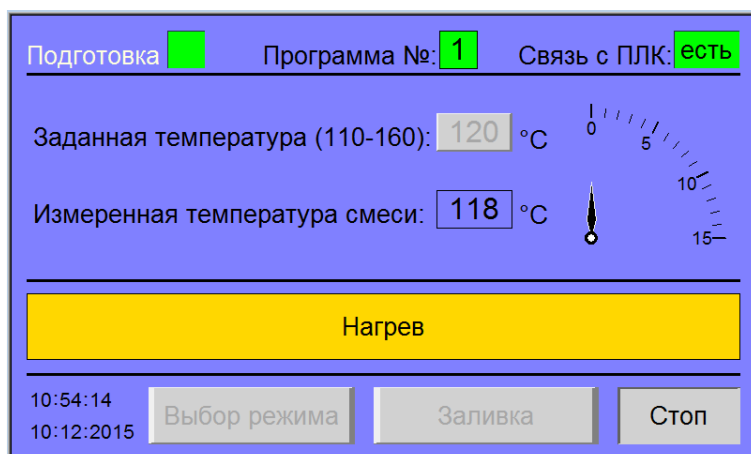 Подготовка Программа №: 1 Связь с ПЛК: есть
Заданная температура (110-160): 120 °C
0 5 10 15
Измеренная температура смеси: 118 °C
Нагрев
10:54:14
10:12:2015
Выбор режима Заливка Стоп